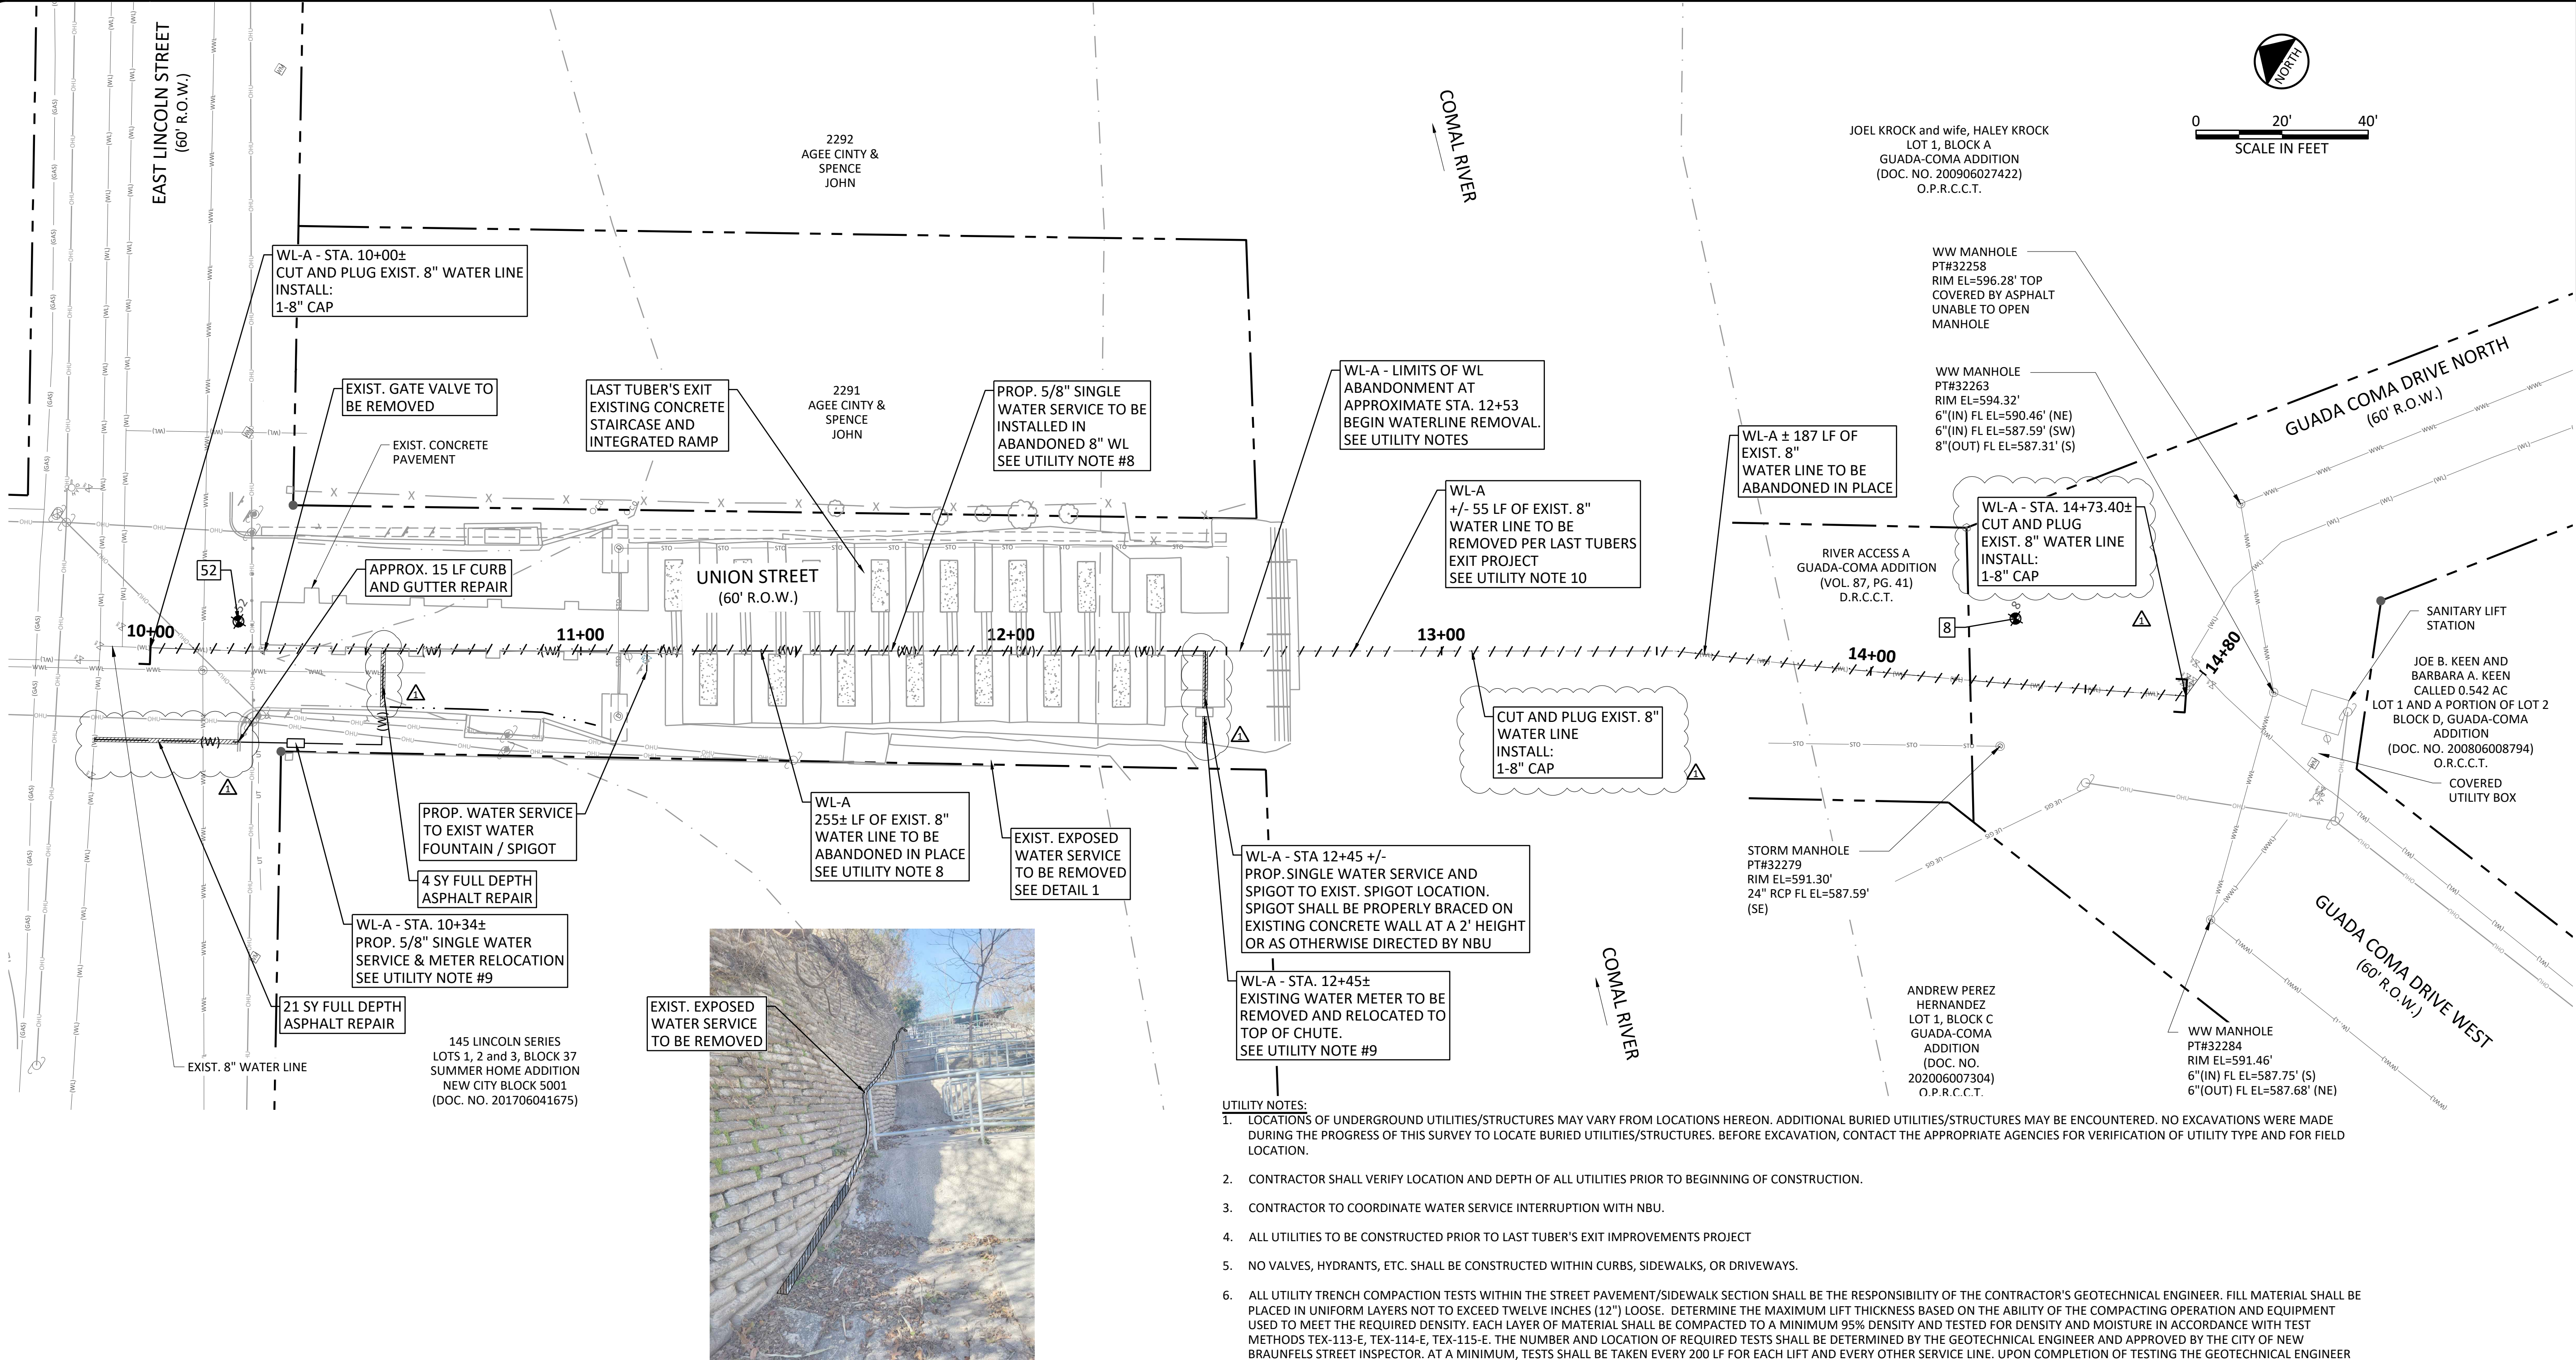 EAST LINCOLN STREET
(60' R.O.W.)
2292
AGEE CINTY &
SPENCE
JOHN
COMAL RIVER
JOEL KROCK and wife, HALEY KROCK
LOT 1, BLOCK A
GUADA-COMA ADDITION
(DOC. NO. 200906027422)
O.P.R.C.C.T.
NORTH
0 20' 40'
SCALE IN FEET
WL-A - STA. 10+00±
CUT AND PLUG EXIST. 8" WATER LINE
INSTALL:
1-8" CAP
WW MANHOLE
PT#32258
RIM EL=596.28' TOP
COVERED BY ASPHALT
UNABLE TO OPEN
MANHOLE
EXIST. GATE VALVE TO
BE REMOVED
EXIST. CONCRETE
PAVEMENT
LAST TUBER'S EXIT
EXISTING CONCRETE
STAIRCASE AND
INTEGRATED RAMP
2291
AGEE CINTY &
SPENCE
JOHN
PROP. 5/8" SINGLE
WATER SERVICE TO BE
INSTALLED IN
ABANDONED 8" WL
SEE UTILITY NOTE #8
WL-A - LIMITS OF WL
ABANDONMENT AT
APPROXIMATE STA. 12+53
BEGIN WATERLINE REMOVAL.
SEE UTILITY NOTES
WL-A
+/- 55 LF OF EXIST. 8"
WATER LINE TO BE
REMOVED PER LAST TUBERS
EXIT PROJECT
SEE UTILITY NOTE 10
WL-A ± 187 LF OF
EXIST. 8"
WATER LINE TO BE
ABANDONED IN PLACE
WW MANHOLE
PT#32263
RIM EL=594.32'
6"(IN) FL EL=590.46' (NE)
6"(IN) FL EL=587.59' (SW)
8"(OUT) FL EL=587.31' (S)
GUADA COMA DRIVE NORTH
(60' R.O.W.)
WL-A - STA. 14+73.40±
CUT AND PLUG
EXIST. 8" WATER LINE
INSTALL:
1-8" CAP
RIVER ACCESS A
GUADA-COMA ADDITION
(VOL. 87, PG. 41)
D.R.C.C.T.
52
APPROX. 15 LF CURB
AND GUTTER REPAIR
UNION STREET
(60' R.O.W.)
8
SANITARY LIFT
STATION
10+00
11+00
12+00
13+00
14+00
14+80
JOE B. KEEN AND
BARBARA A. KEEN
CALLED 0.542 AC
LOT 1 AND A PORTION OF LOT 2
BLOCK D, GUADA-COMA
ADDITION
(DOC. NO. 200806008794)
O.R.C.C.T.
COVERED
UTILITY BOX
CUT AND PLUG EXIST. 8"
WATER LINE
INSTALL:
1-8" CAP
PROP. WATER SERVICE
TO EXIST WATER
FOUNTAIN / SPIGOT
4 SY FULL DEPTH
ASPHALT REPAIR
WL-A
255± LF OF EXIST. 8"
WATER LINE TO BE
ABANDONED IN PLACE
SEE UTILITY NOTE 8
EXIST. EXPOSED
WATER SERVICE
TO BE REMOVED
SEE DETAIL 1
WL-A - STA 12+45 +/-
PROP. SINGLE WATER SERVICE AND
SPIGOT TO EXIST. SPIGOT LOCATION.
SPIGOT SHALL BE PROPERLY BRACED ON
EXISTING CONCRETE WALL AT A 2' HEIGHT
OR AS OTHERWISE DIRECTED BY NBU
STORM MANHOLE
PT#32279
RIM EL=591.30'
24" RCP FL EL=587.59'
(SE)
WL-A - STA. 10+34±
PROP. 5/8" SINGLE WATER
SERVICE & METER RELOCATION
SEE UTILITY NOTE #9
21 SY FULL DEPTH
ASPHALT REPAIR
EXIST. 8" WATER LINE
145 LINCOLN SERIES
LOTS 1, 2 and 3, BLOCK 37
SUMMER HOME ADDITION
NEW CITY BLOCK 5001
(DOC. NO. 201706041675)
EXIST. EXPOSED
WATER SERVICE
TO BE REMOVED
WL-A - STA. 12+45±
EXISTING WATER METER TO BE
REMOVED AND RELOCATED TO
TOP OF CHUTE.
SEE UTILITY NOTE #9
COMAL RIVER
ANDREW PEREZ
HERNANDEZ
LOT 1, BLOCK C
GUADA-COMA
ADDITION
(DOC. NO.
202006007304)
O.P.R.C.C.T.
GUADA COMA DRIVE WEST
(60' R.O.W.)
WW MANHOLE
PT#32284
RIM EL=591.46'
6"(IN) FL EL=587.75' (S)
6"(OUT) FL EL=587.68' (NE)
UTILITY NOTES:
1. LOCATIONS OF UNDERGROUND UTILITIES/STRUCTURES MAY VARY FROM LOCATIONS HEREON. ADDITIONAL BURIED UTILITIES/STRUCTURES MAY BE ENCOUNTERED. NO EXCAVATIONS WERE MADE
DURING THE PROGRESS OF THIS SURVEY TO LOCATE BURIED UTILITIES/STRUCTURES. BEFORE EXCAVATION, CONTACT THE APPROPRIATE AGENCIES FOR VERIFICATION OF UTILITY TYPE AND FOR FIELD
LOCATION.
2. CONTRACTOR SHALL VERIFY LOCATION AND DEPTH OF ALL UTILITIES PRIOR TO BEGINNING OF CONSTRUCTION.
3. CONTRACTOR TO COORDINATE WATER SERVICE INTERRUPTION WITH NBU.
4. ALL UTILITIES TO BE CONSTRUCTED PRIOR TO LAST TUBER'S EXIT IMPROVEMENTS PROJECT
5. NO VALVES, HYDRANTS, ETC. SHALL BE CONSTRUCTED WITHIN CURBS, SIDEWALKS, OR DRIVEWAYS.
6. ALL UTILITY TRENCH COMPACTION TESTS WITHIN THE STREET PAVEMENT/SIDEWALK SECTION SHALL BE THE RESPONSIBILITY OF THE CONTRACTOR'S GEOTECHNICAL ENGINEER. FILL MATERIAL SHALL BE
PLACED IN UNIFORM LAYERS NOT TO EXCEED TWELVE INCHES (12") LOOSE. DETERMINE THE MAXIMUM LIFT THICKNESS BASED ON THE ABILITY OF THE COMPACTING OPERATION AND EQUIPMENT
USED TO MEET THE REQUIRED DENSITY. EACH LAYER OF MATERIAL SHALL BE COMPACTED TO A MINIMUM 95% DENSITY AND TESTED FOR DENSITY AND MOISTURE IN ACCORDANCE WITH TEST
METHODS TEX-113-E, TEX-114-E, TEX-115-E. THE NUMBER AND LOCATION OF REQUIRED TESTS SHALL BE DETERMINED BY THE GEOTECHNICAL ENGINEER AND APPROVED BY THE CITY OF NEW
BRAUNFELS STREET INSPECTOR. AT A MINIMUM, TESTS SHALL BE TAKEN EVERY 200 LF FOR EACH LIFT AND EVERY OTHER SERVICE LINE. UPON COMPLETION OF TESTING THE GEOTECHNICAL ENGINEER